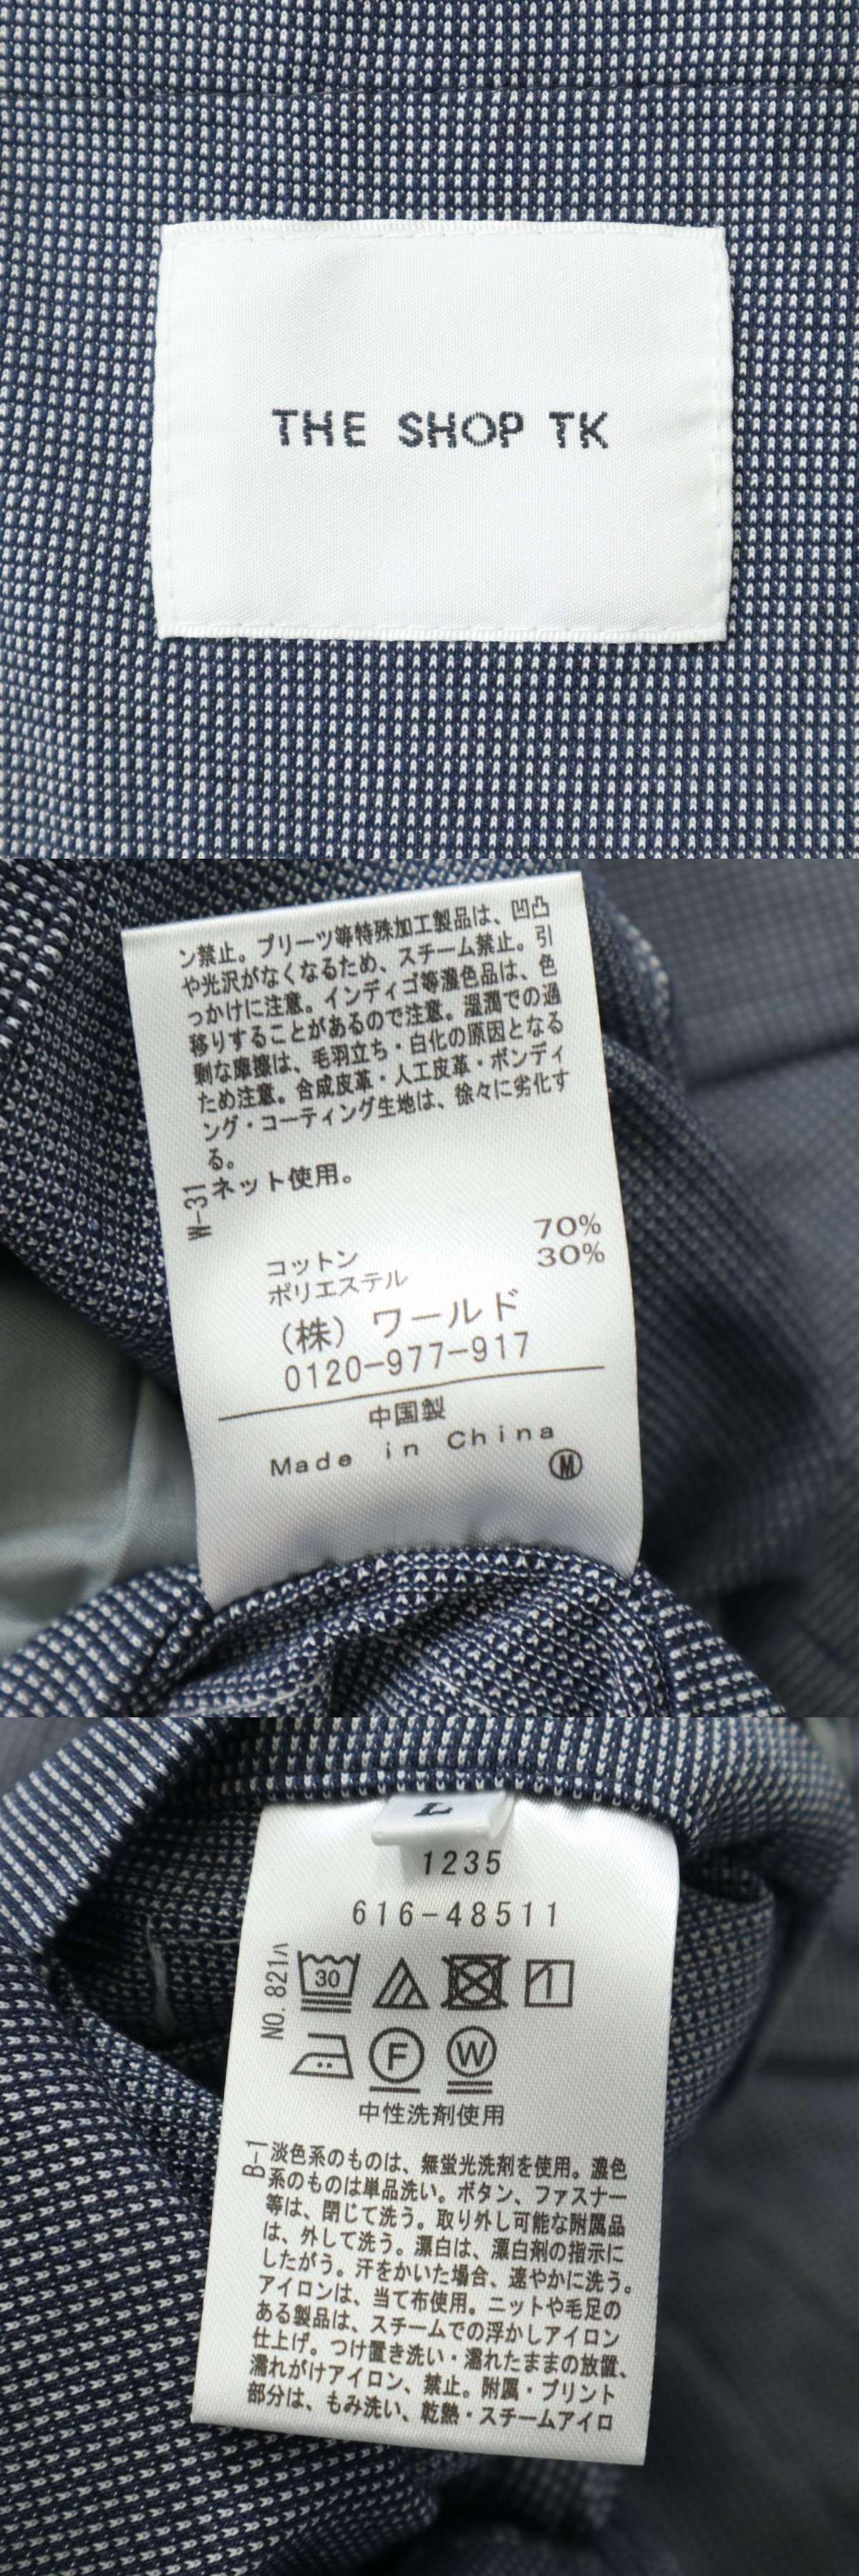 THE SHOP TK
ン禁止。プリーツ等特殊加工製品は、凹凸
や光沢がなくなるため、スチーム禁止。引
っかけに注意。インディゴ等濃色品は、色
移りすることがあるので注意。湿潤での過
剰な摩擦は、毛羽立ち・白化の原因となる
ため注意。合成皮革・人工皮革・ボンディ
ング・コーティング生地は、徐々に劣化す
る。
W-31
ネット使用。
コットン 70%
ポリエステル 30%
(株) ワールド
0120-977-917
中国製
Made in China
M
L
1235
616-48511
NO. 821ハ
30
F
W
中性洗剤使用
B-1
淡色系のものは、無蛍光洗剤を使用。濃色
系のものは単品洗い。ボタン、ファスナー
等は、閉じて洗う。取り外し可能な附属品
は、外して洗う。漂白は、漂白剤の指示に
したがう。汗をかいた場合、速やかに洗う。
アイロンは、当て布使用。ニットや毛足の
ある製品は、スチームでの浮かしアイロン
仕上げ。つけ置き洗い・濡れたままの放置、
濡れがけアイロン、禁止。附属・プリント
部分は、もみ洗い、乾熱・スチームアイロ